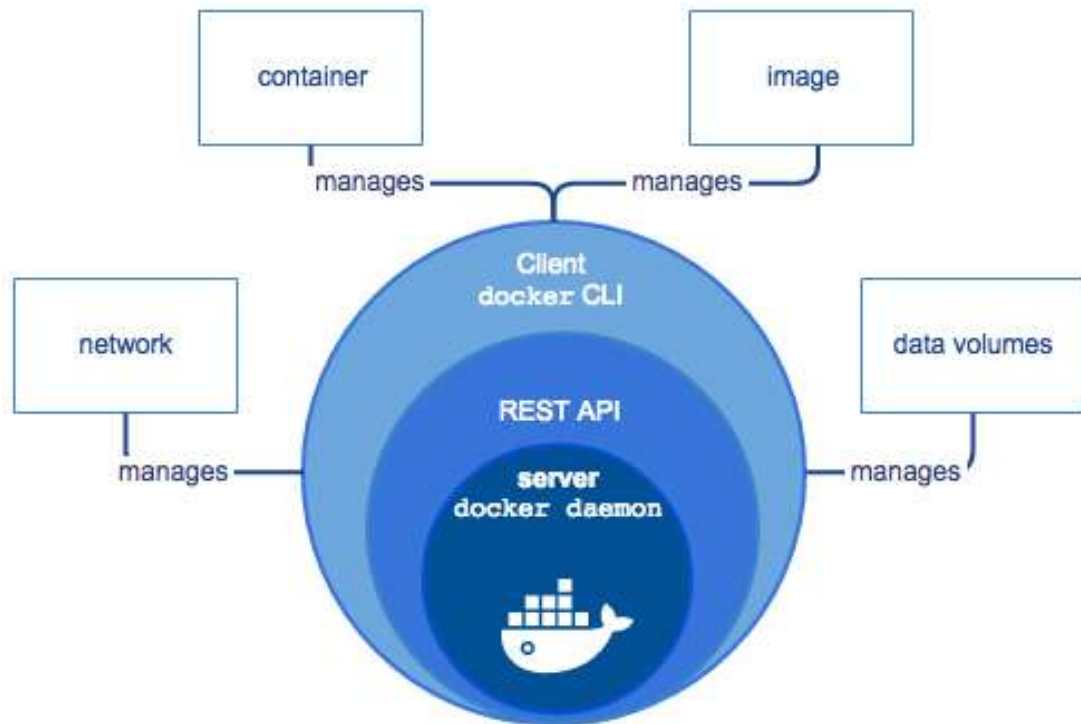 container
image
manages
manages
Client
docker CLI
network
data volumes
REST API
manages
manages
server
docker daemon